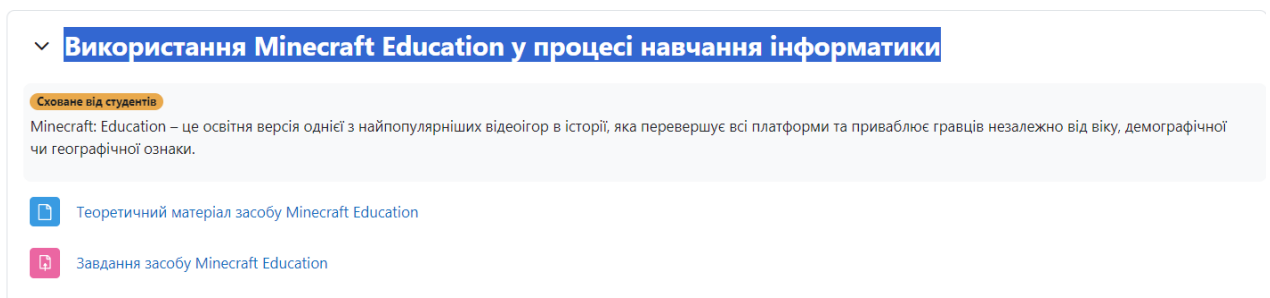 Використання Minecraft Education у процесі навчання інформатики
Сховане від студентів
Minecraft: Education – це освітня версія однієї з найпопулярніших відеоігор в історії, яка перевершує всі платформи та приваблює гравців незалежно від віку, демографічної
чи географічної ознаки.
Теоретичний матеріал засобу Minecraft Education
Завдання засобу Minecraft Education